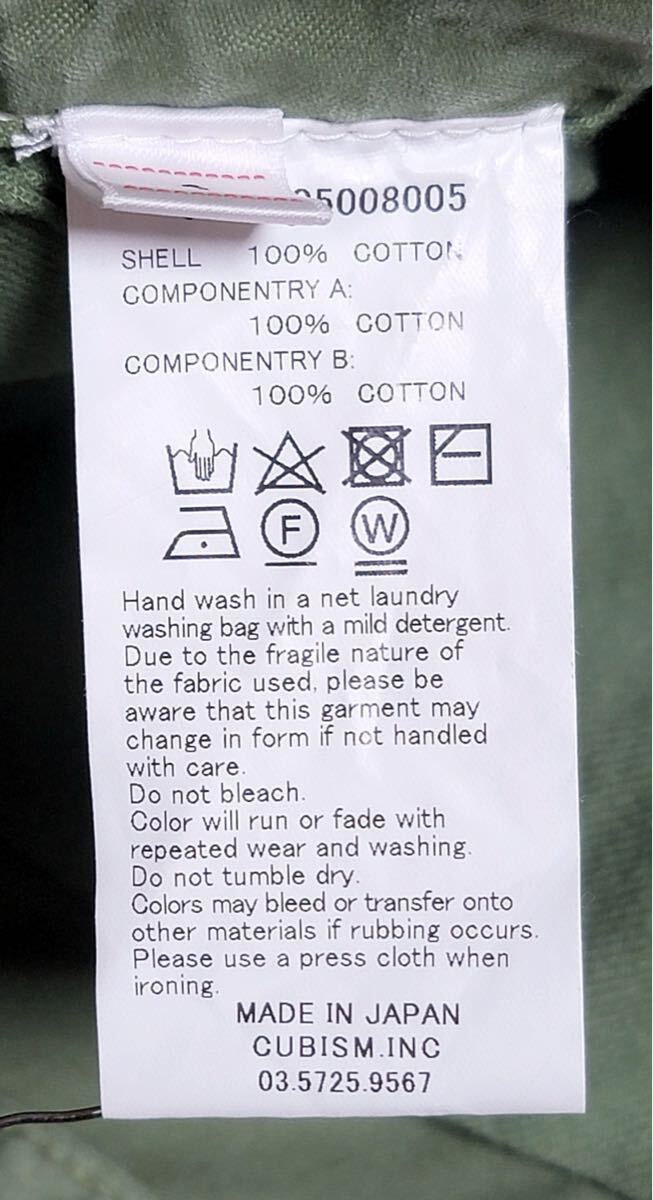 5008005
SHELL 100% COTTON
COMPONENTRY A:
100% COTTON
COMPONENTRY B:
100% COTTON
F W
Hand wash in a net laundry
washing bag with a mild detergent.
Due to the fragile nature of
the fabric used, please be
aware that this garment may
change in form if not handled
with care.
Do not bleach.
Color will run or fade with
repeated wear and washing.
Do not tumble dry.
Colors may bleed or transfer onto
other materials if rubbing occurs.
Please use a press cloth when
ironing.
MADE IN JAPAN
CUBISM.INC
03.5725.9567